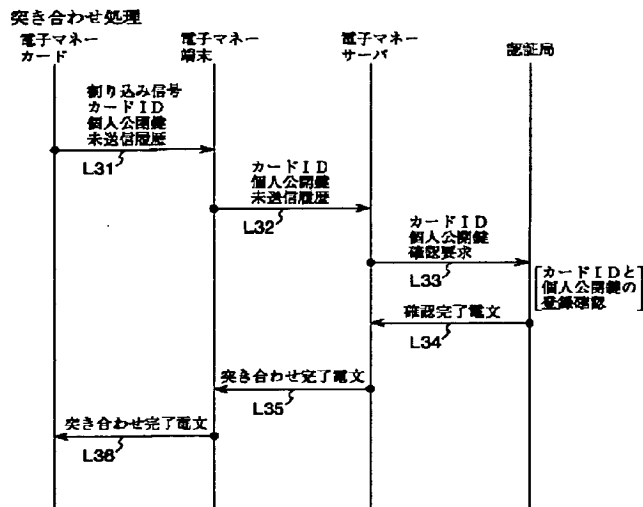 突き合わせ処理
電子マネー
カード
電子マネー
端末
電子マネー
サーバ
認証局
割り込み信号
カードID
個人公開鍵
未送信履歴
L31
カードID
個人公開鍵
未送信履歴
L32
カードID
個人公開鍵
確認要求
L33
カードIDと
個人公開鍵の
登録確認
確認完了電文
L34
突き合わせ完了電文
L35
突き合わせ完了電文
L36